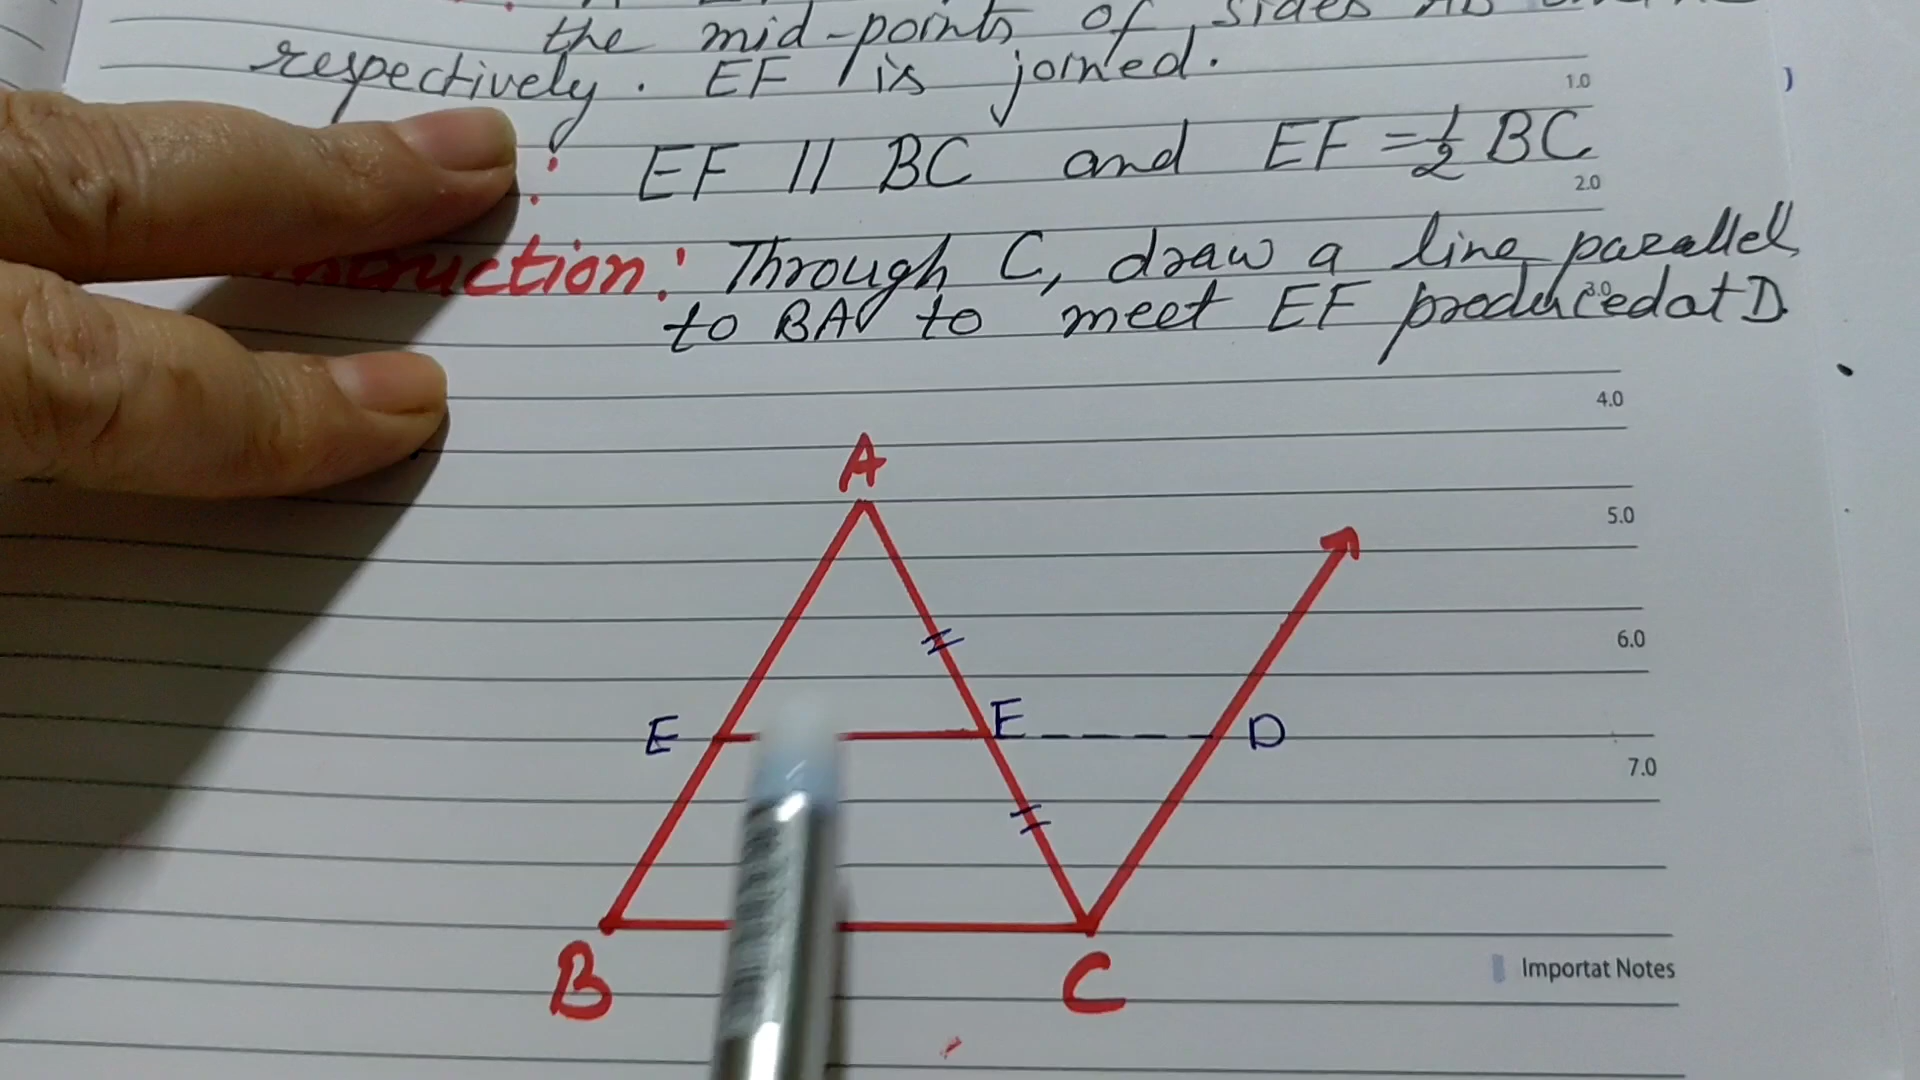 the mid-points of sides
respectively. EF is joined.
1.0
: EF || BC and EF = 1/2 BC
2.0
nstruction: Through C, draw a line parallel
to BA to meet EF produced at D
3.0
4.0
A
5.0
6.0
E E D
7.0
B C
Importat Notes